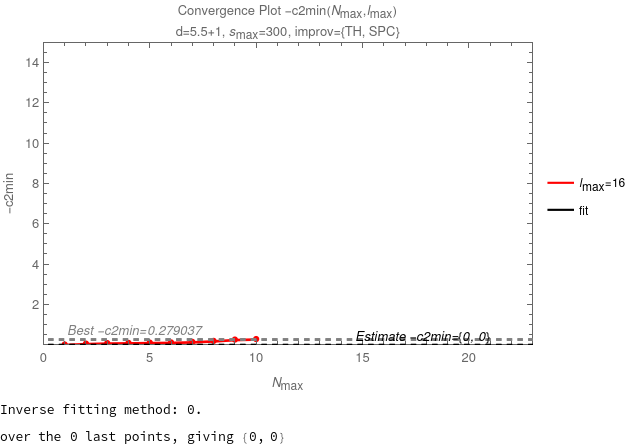 Convergence Plot -c2min(Nmax,lmax)
d=5.5+1, smax=300, improv={TH, SPC}
14
12
10
8
6
4
2
-c2min
lmax=16
fit
Best -c2min=0.279037
Estimate -c2min={0, 0}
0
5
10
15
20
Nmax
Inverse fitting method: 0.
over the 0 last points, giving {0, 0}